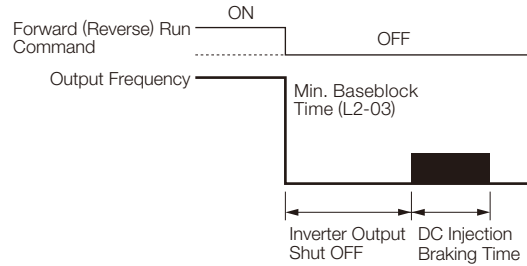 ON
Forward (Reverse) Run
Command
OFF
Output Frequency
Min. Baseblock
Time (L2-03)
Inverter Output
Shut OFF
DC Injection
Braking Time